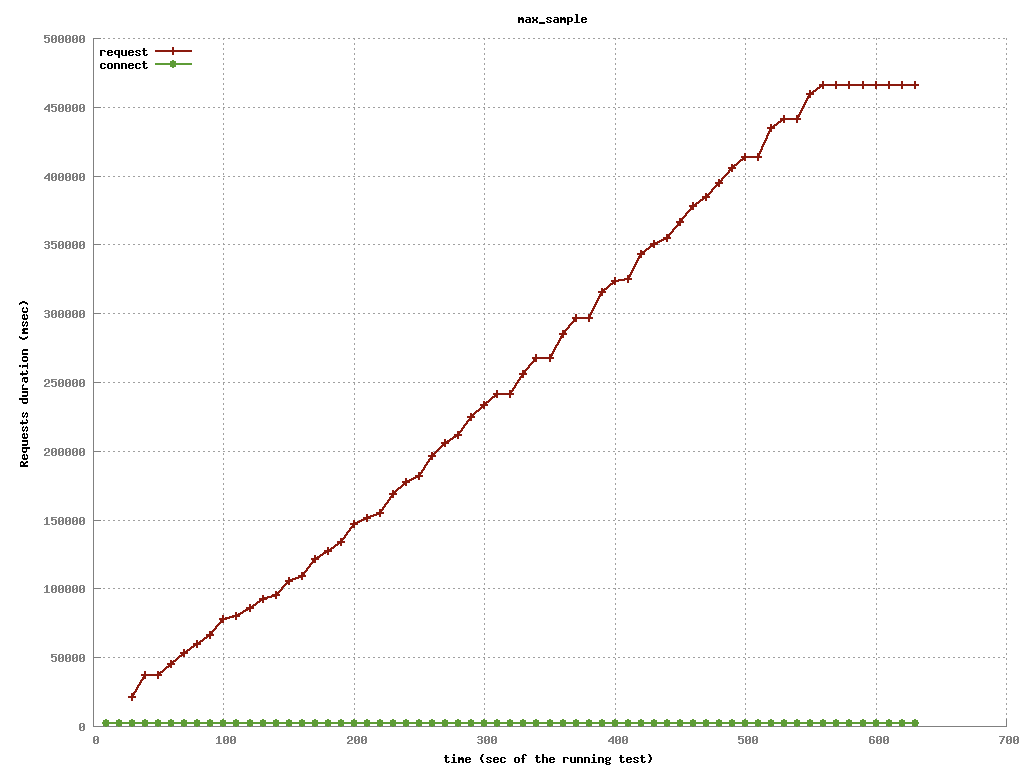 max_sample
500000
450000
400000
350000
300000
250000
200000
150000
100000
50000
0
request
connect
Requests duration (msec)
0 100 200 300 400 500 600 700
time (sec of the running test)